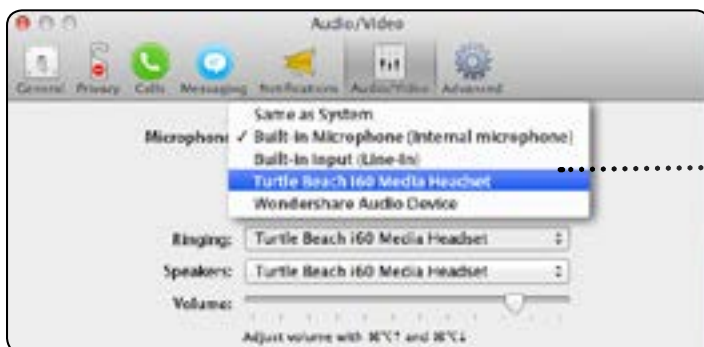 Audio/Video
General Privacy Calls Messaging Notifications Audio/Video Advanced
Same as System
Microphone ✓ Built-in Microphone (Internal microphone)
Built-in Input (Line-In)
Turtle Beach i60 Media Headset
Wondershare Audio Device
Ringing: Turtle Beach i60 Media Headset
Speakers: Turtle Beach i60 Media Headset
Volume:
Adjust volume with ⌘⌥↑ and ⌘⌥↓